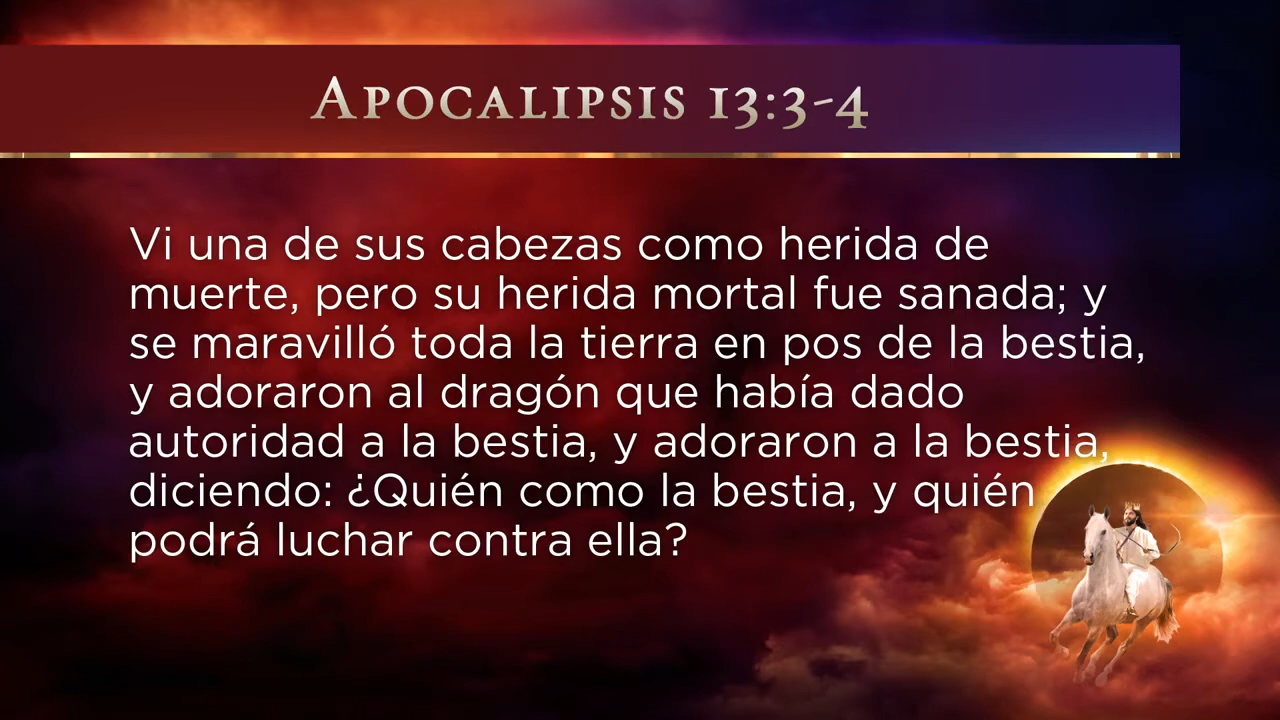 Apocalipsis 13:3-4
Vi una de sus cabezas como herida de
muerte, pero su herida mortal fue sanada; y
se maravilló toda la tierra en pos de la bestia,
y adoraron al dragón que había dado
autoridad a la bestia, y adoraron a la bestia,
diciendo: ¿Quién como la bestia, y quién
podrá luchar contra ella?